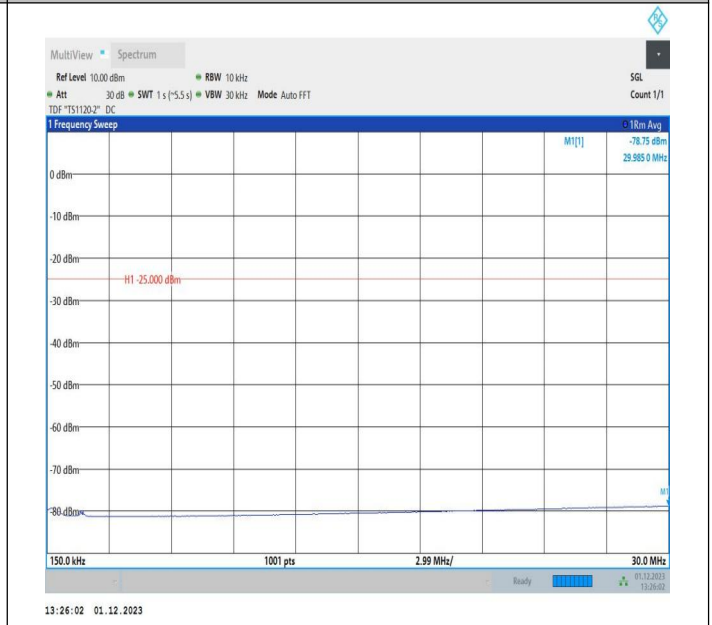 R S
MultiView Spectrum
Ref Level 10.00 dBm RBW 10 kHz SGL
Att 30 dB SWT 1 s (~5.5 s) VBW 30 kHz Mode Auto FFT Count 1/1
TDF "TS1120-2" DC
1 Frequency Sweep 1Rm Avg
M1[1] -78.75 dBm
29.985 0 MHz
0 dBm
-10 dBm
-20 dBm
H1 -25.000 dBm
-30 dBm
-40 dBm
-50 dBm
-60 dBm
-70 dBm
M1
-80 dBm
150.0 kHz 1001 pts 2.99 MHz/ 30.0 MHz
Ready 01.12.2023
13:26:02
13:26:02 01.12.2023